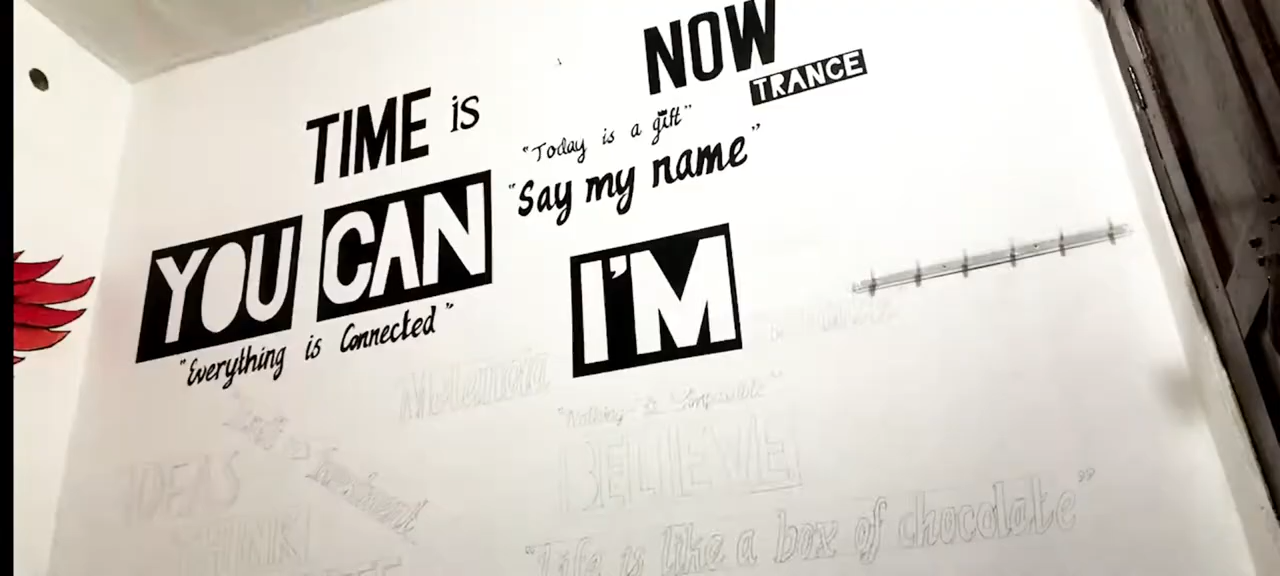 NOW
TRANCE
TIME is
"Today is a gift"
"Say my name"
YOU CAN
I'M
"Everything is Connected"
Metanoia
"Nothing is Impossible"
BELIEVE
IDEAS
THINK
"Life is like a box of chocolate"